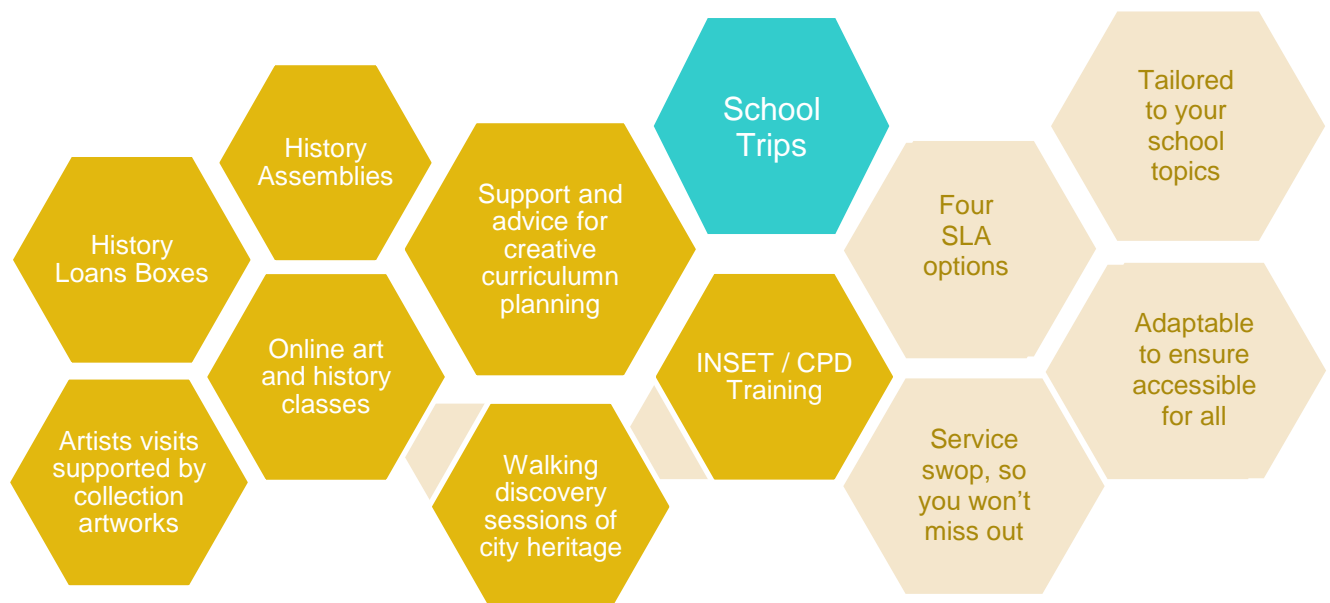 History
Loans Boxes
History
Assemblies
Artists visits
supported by
collection
artworks
Online art
and history
classes
Support and
advice for
creative
curriculumn
planning
Walking
discovery
sessions of
city heritage
School
Trips
INSET / CPD
Training
Four
SLA
options
Service
swop, so
you won’t
miss out
Tailored
to your
school
topics
Adaptable
to ensure
accessible
for all